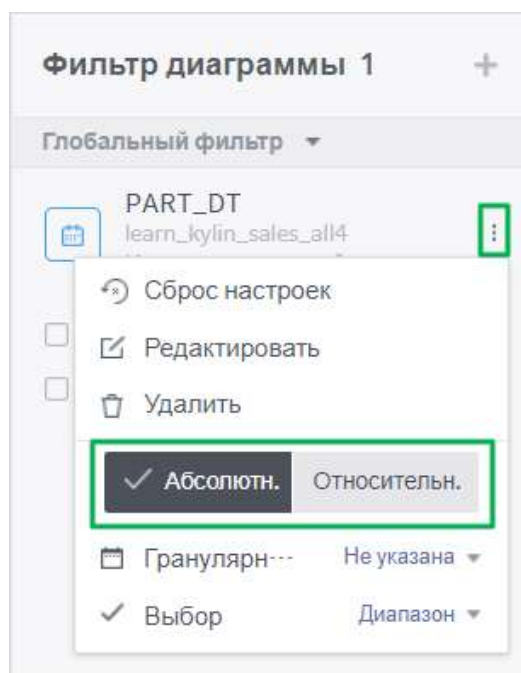 Фильтр диаграммы 1
Глобальный фильтр
PART_DT
learn_kylin_sales_all4
Сброс настроек
Редактировать
Удалить
Абсолютн. Относительн.
Гранулярн··· Не указана
Выбор Диапазон